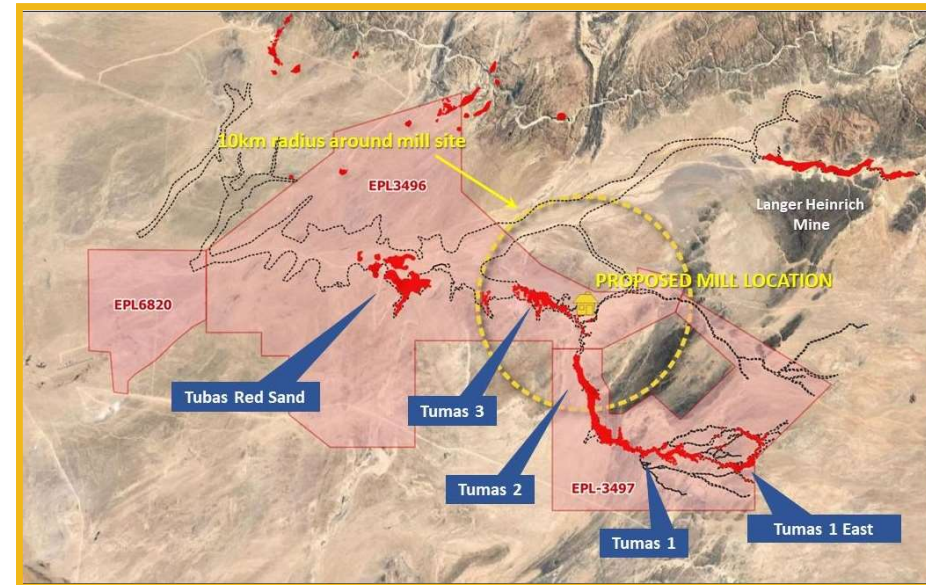 10km radius around mill site
EPL3496
Langer Heinrich
Mine
PROPOSED MILL LOCATION
EPL6820
Tubas Red Sand
Tumas 3
Tumas 2
EPL-3497
Tumas 1
Tumas 1 East